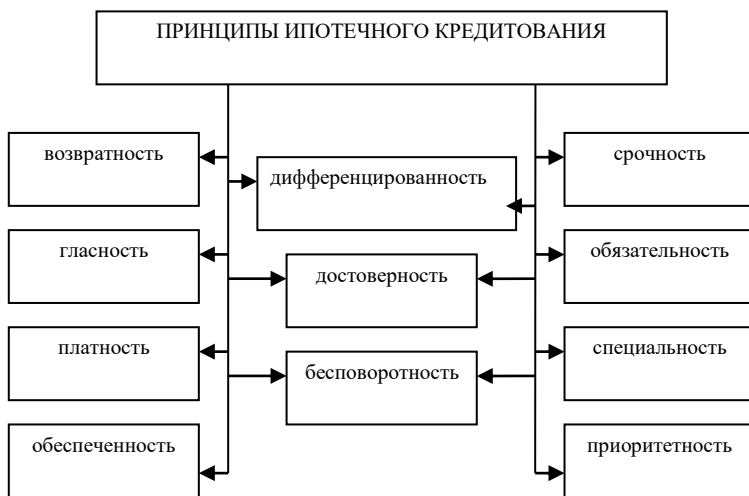 ПРИНЦИПЫ ИПОТЕЧНОГО КРЕДИТОВАНИЯ
возвратность
срочность
дифференцированность
гласность
обязательность
достоверность
платность
специальность
бесповоротность
обеспеченность
приоритетность